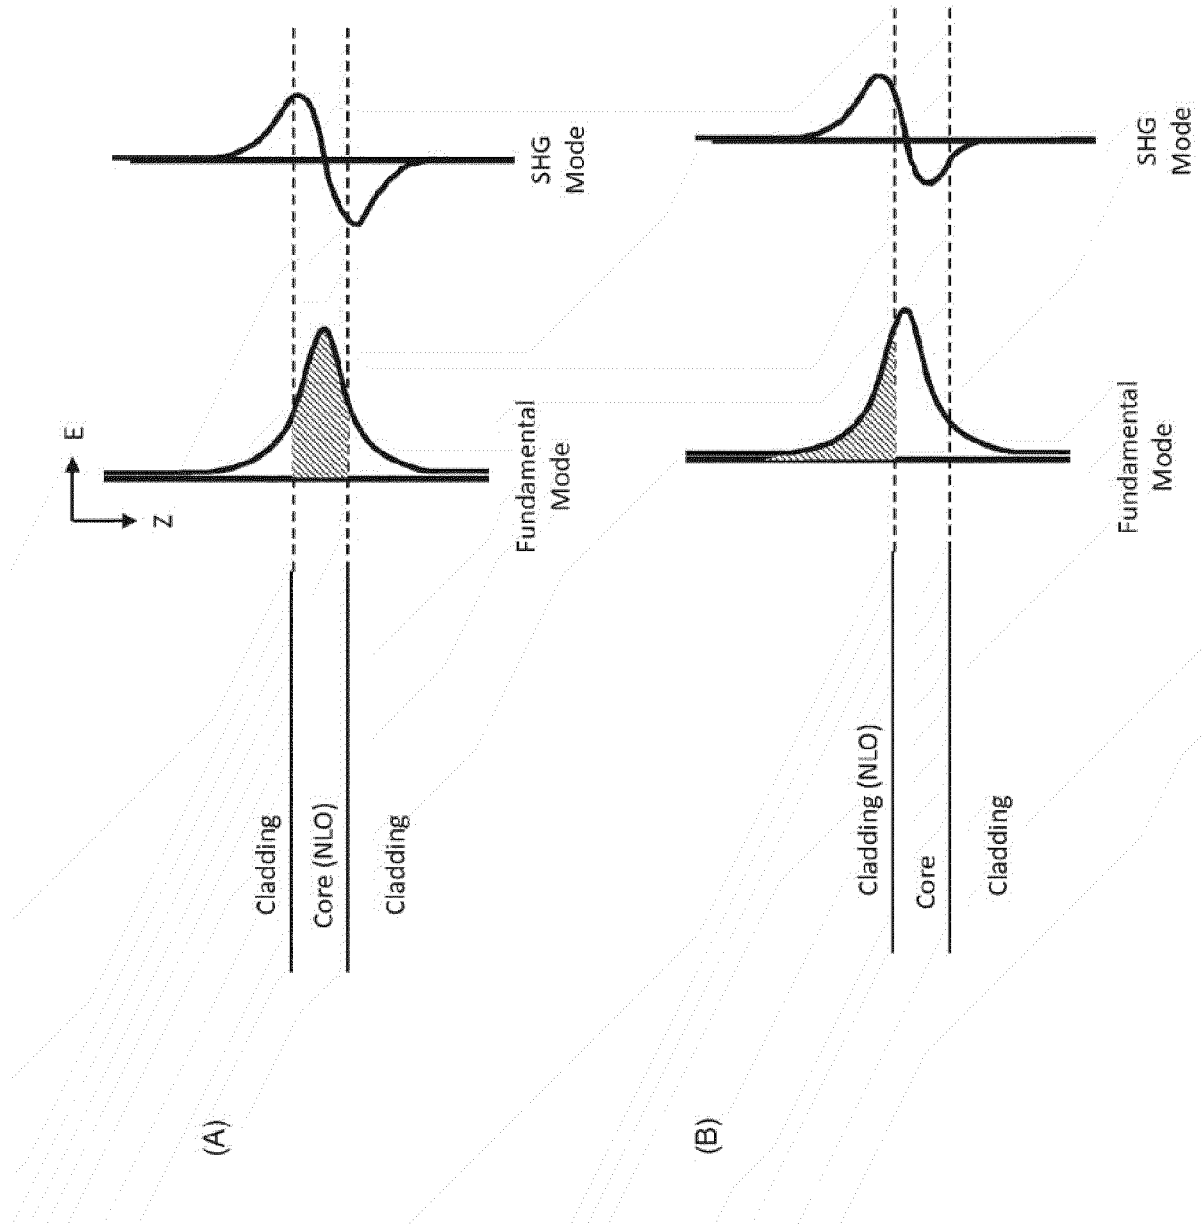 (A)
Cladding
Core (NLO)
Cladding
E
Z
Fundamental
Mode
SHG
Mode
(B)
Cladding (NLO)
Core
Cladding
Fundamental
Mode
SHG
Mode